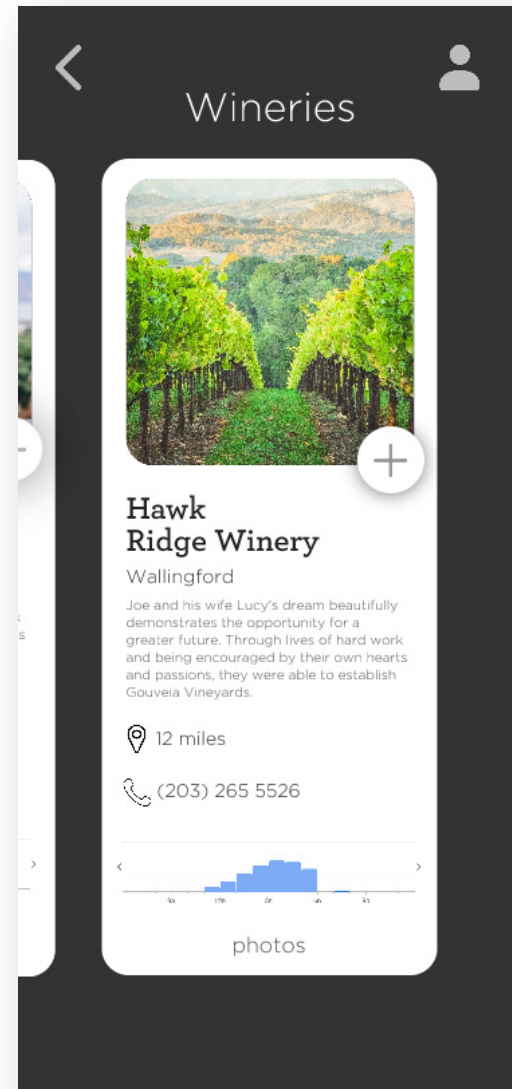 Wineries
Hawk
Ridge Winery
Wallingford
Joe and his wife Lucy's dream beautifully
demonstrates the opportunity for a
greater future. Through lives of hard work
and being encouraged by their own hearts
and passions, they were able to establish
Gouveia Vineyards.
12 miles
(203) 265 5526
photos